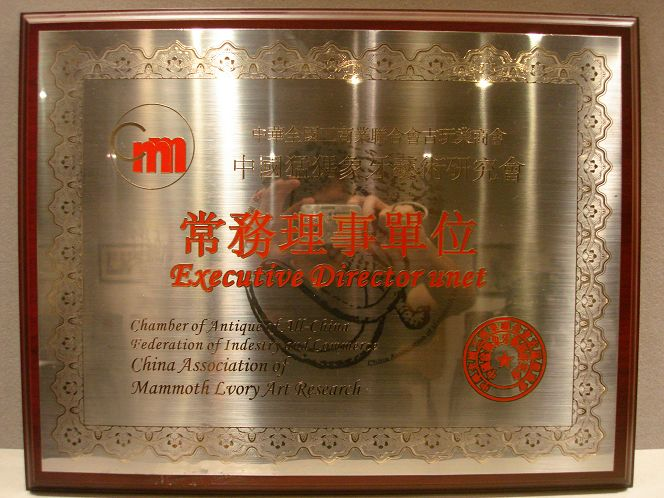 mm
中華全國工商業聯合會古玩業商會
中國猛獁象牙藝術研究會
常務理事單位
Executive Director unet
Chamber of Antique of All-China
Federation of Indestry and Commerce
China Association of
Mammoth Lvory Art Research